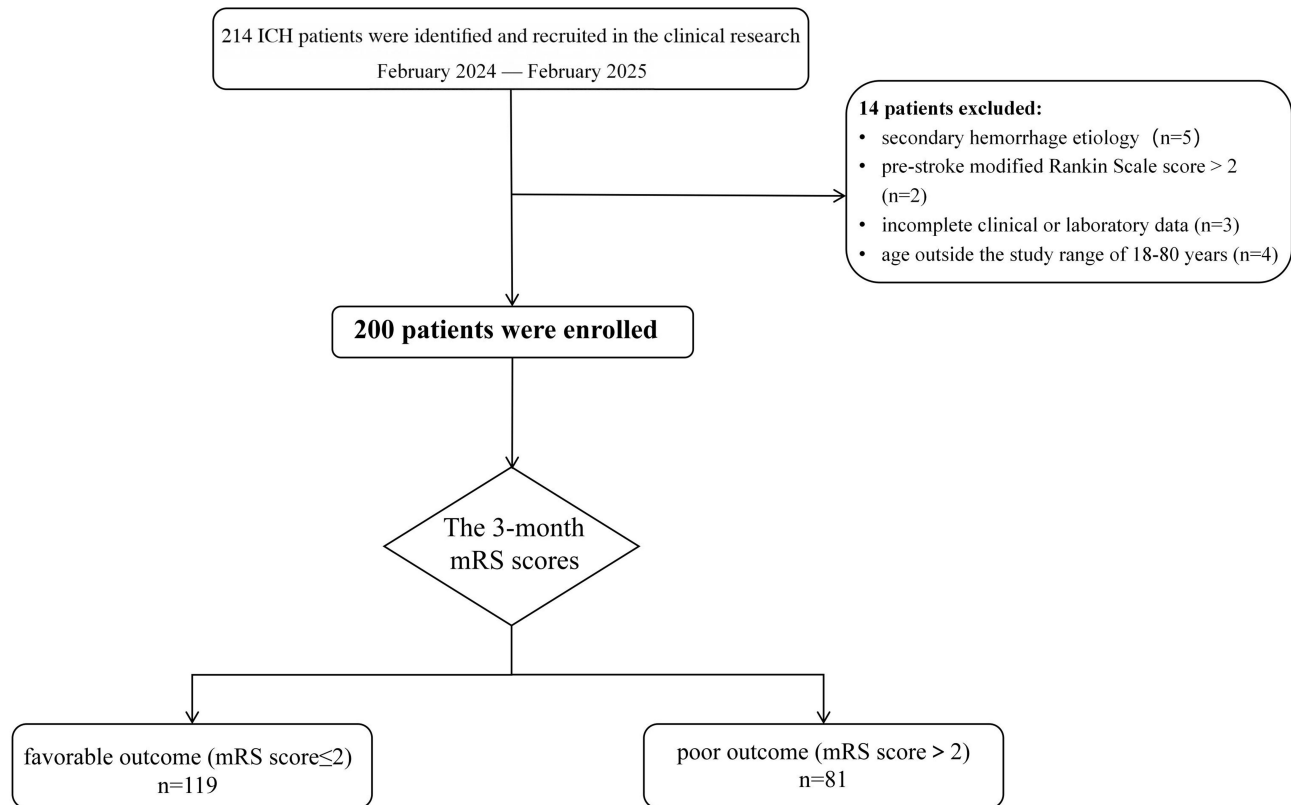 214 ICH patients were identified and recruited in the clinical research
February 2024 — February 2025
14 patients excluded:
• secondary hemorrhage etiology（n=5)
• pre-stroke modified Rankin Scale score > 2
(n=2)
• incomplete clinical or laboratory data (n=3)
• age outside the study range of 18-80 years (n=4)
200 patients were enrolled
The 3-month
mRS scores
favorable outcome (mRS score≤2)
n=119
poor outcome (mRS score > 2)
n=81